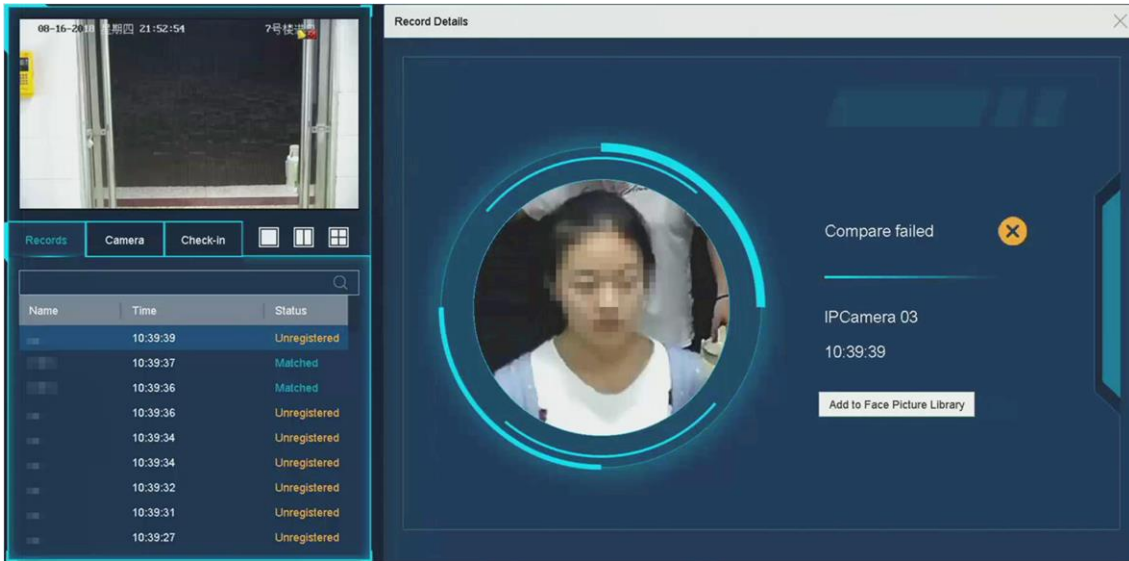 Record Details
08-16-2018 星期四 21:52:54
7号楼
Records
Camera
Check-in
Name Time Status
10:39:39 Unregistered
10:39:37 Matched
10:39:36 Matched
10:39:36 Unregistered
10:39:34 Unregistered
10:39:34 Unregistered
10:39:32 Unregistered
10:39:31 Unregistered
10:39:27 Unregistered
Compare failed
IPCamera 03
10:39:39
Add to Face Picture Library